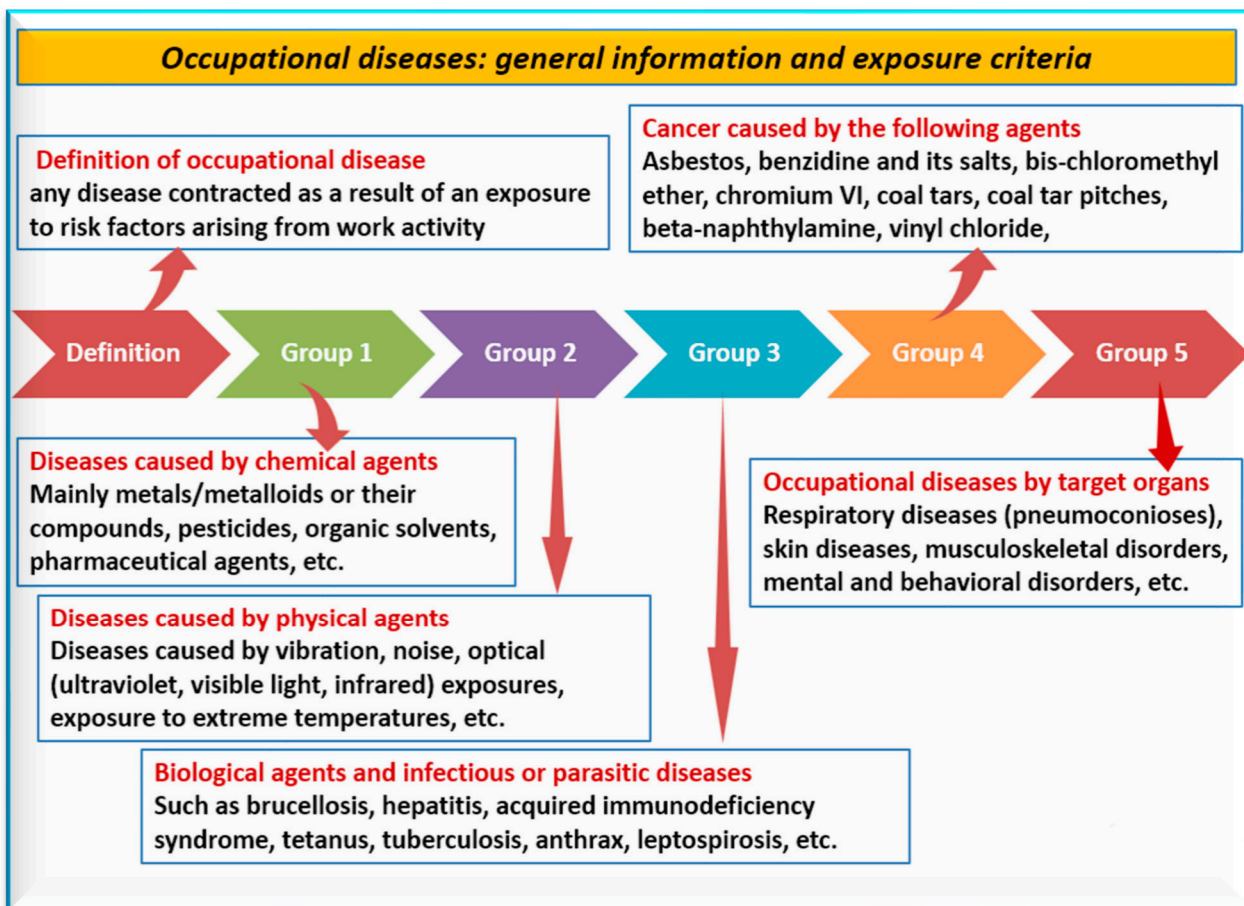 Occupational diseases: general information and exposure criteria
Definition of occupational disease
any disease contracted as a result of an exposure
to risk factors arising from work activity
Cancer caused by the following agents
Asbestos, benzidine and its salts, bis-chloromethyl
ether, chromium VI, coal tars, coal tar pitches,
beta-naphthylamine, vinyl chloride,
Definition
Group 1
Group 2
Group 3
Group 4
Group 5
Diseases caused by chemical agents
Mainly metals/metalloids or their
compounds, pesticides, organic solvents,
pharmaceutical agents, etc.
Occupational diseases by target organs
Respiratory diseases (pneumoconioses),
skin diseases, musculoskeletal disorders,
mental and behavioral disorders, etc.
Diseases caused by physical agents
Diseases caused by vibration, noise, optical
(ultraviolet, visible light, infrared) exposures,
exposure to extreme temperatures, etc.
Biological agents and infectious or parasitic diseases
Such as brucellosis, hepatitis, acquired immunodeficiency
syndrome, tetanus, tuberculosis, anthrax, leptospirosis, etc.